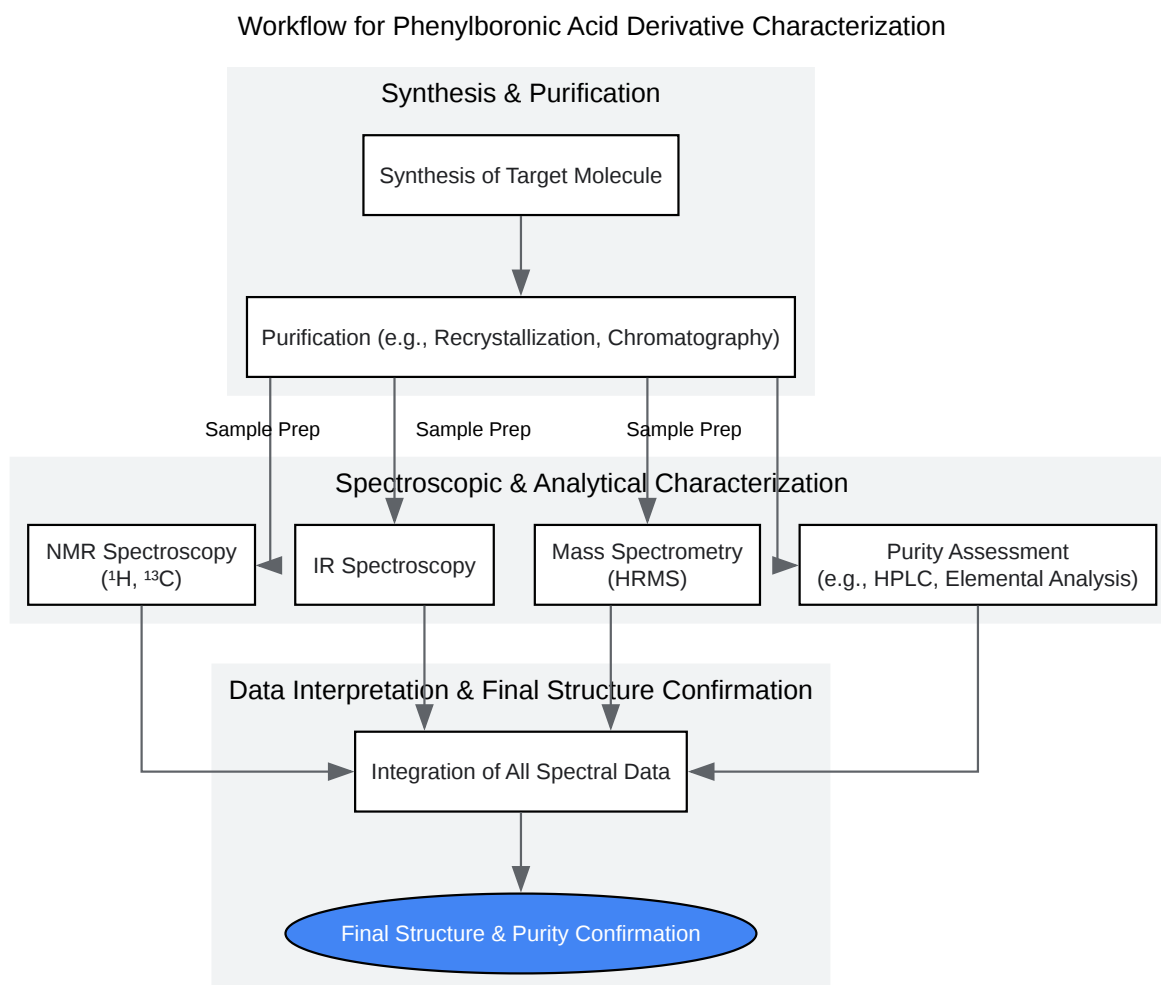 Workflow for Phenylboronic Acid Derivative Characterization
Synthesis & Purification
Synthesis of Target Molecule
Purification (e.g., Recrystallization, Chromatography)
Sample Prep
Sample Prep
Sample Prep
Spectroscopic & Analytical Characterization
NMR Spectroscopy
(¹H, ¹³C)
IR Spectroscopy
Mass Spectrometry
(HRMS)
Purity Assessment
(e.g., HPLC, Elemental Analysis)
Data Interpretation & Final Structure Confirmation
Integration of All Spectral Data
Final Structure & Purity Confirmation